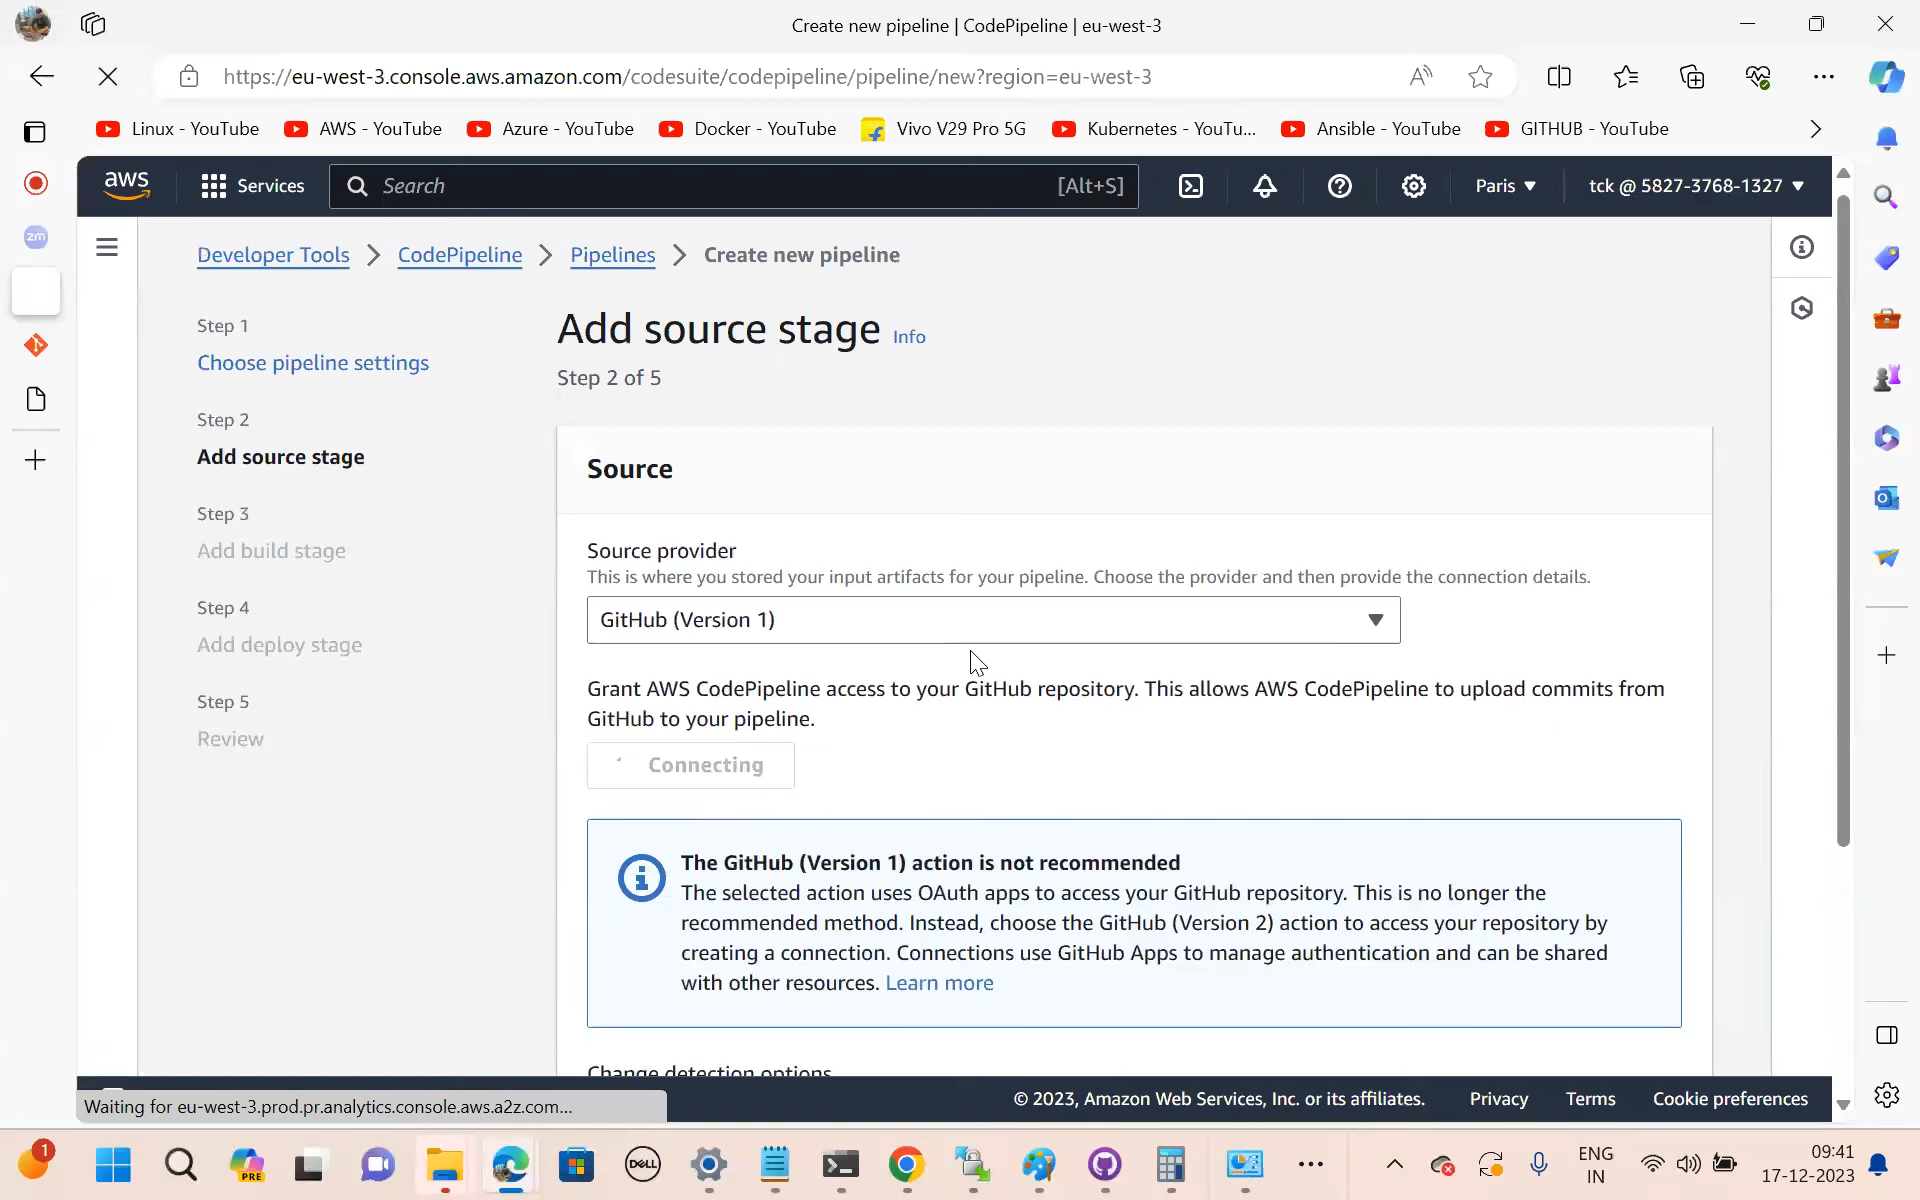 Create new pipeline | CodePipeline | eu-west-3
https://eu-west-3.console.aws.amazon.com/codesuite/codepipeline/pipeline/new?region=eu-west-3
Linux - YouTube
AWS - YouTube
Azure - YouTube
Docker - YouTube
Vivo V29 Pro 5G
Kubernetes - YouTu...
Ansible - YouTube
GITHUB - YouTube
aws
Services
Search
[Alt+S]
Paris
tck @ 5827-3768-1327
zm
Developer Tools
CodePipeline
Pipelines
Create new pipeline
Step 1
Choose pipeline settings
Step 2
Add source stage
Step 3
Add build stage
Step 4
Add deploy stage
Step 5
Review
Add source stage Info
Step 2 of 5
Source
Source provider
This is where you stored your input artifacts for your pipeline. Choose the provider and then provide the connection details.
GitHub (Version 1)
Grant AWS CodePipeline access to your GitHub repository. This allows AWS CodePipeline to upload commits from
GitHub to your pipeline.
Connecting
The GitHub (Version 1) action is not recommended
The selected action uses OAuth apps to access your GitHub repository. This is no longer the
recommended method. Instead, choose the GitHub (Version 2) action to access your repository by
creating a connection. Connections use GitHub Apps to manage authentication and can be shared
with other resources. Learn more
Change detection options
Waiting for eu-west-3.prod.pr.analytics.console.aws.a2z.com...
© 2023, Amazon Web Services, Inc. or its affiliates.
Privacy
Terms
Cookie preferences
1
PRE
DELL
ENG
IN
09:41
17-12-2023